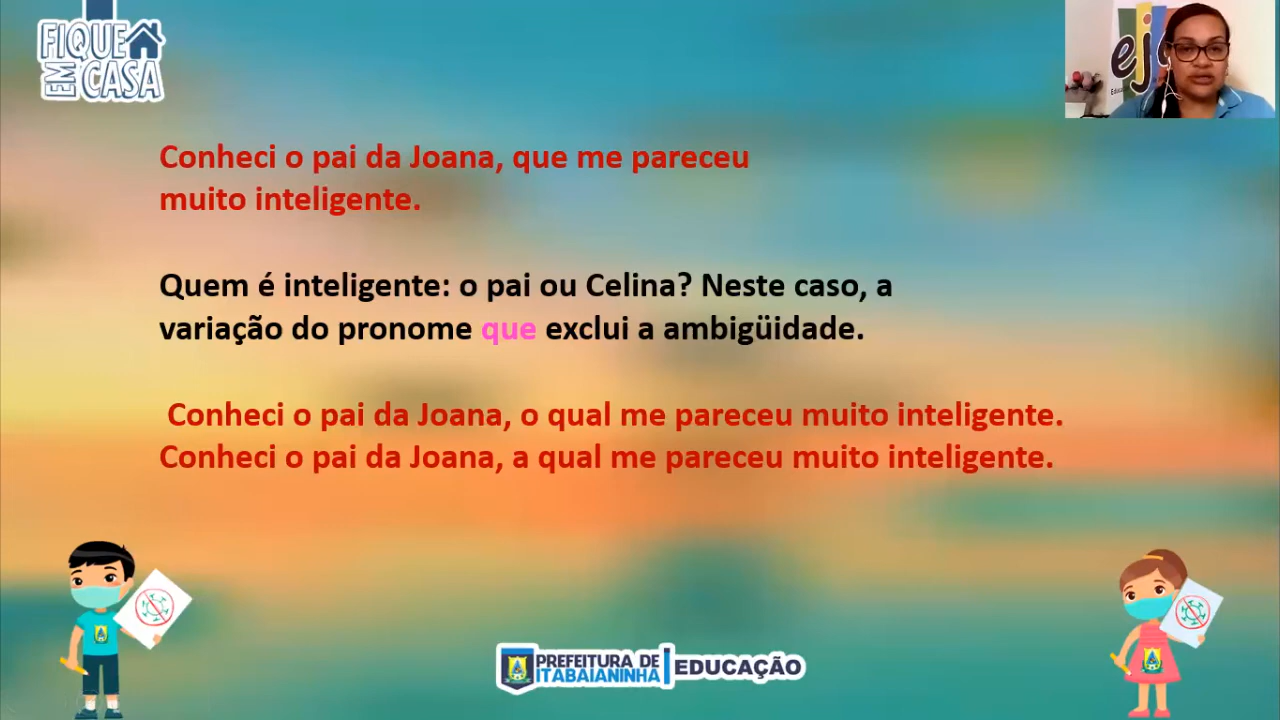 FIQUE
EM CASA
eja
Conheci o pai da Joana, que me pareceu
muito inteligente.
Quem é inteligente: o pai ou Celina? Neste caso, a
variação do pronome que exclui a ambigüidade.
Conheci o pai da Joana, o qual me pareceu muito inteligente.
Conheci o pai da Joana, a qual me pareceu muito inteligente.
PREFEITURA DE
ITABAIANINHA
EDUCAÇÃO